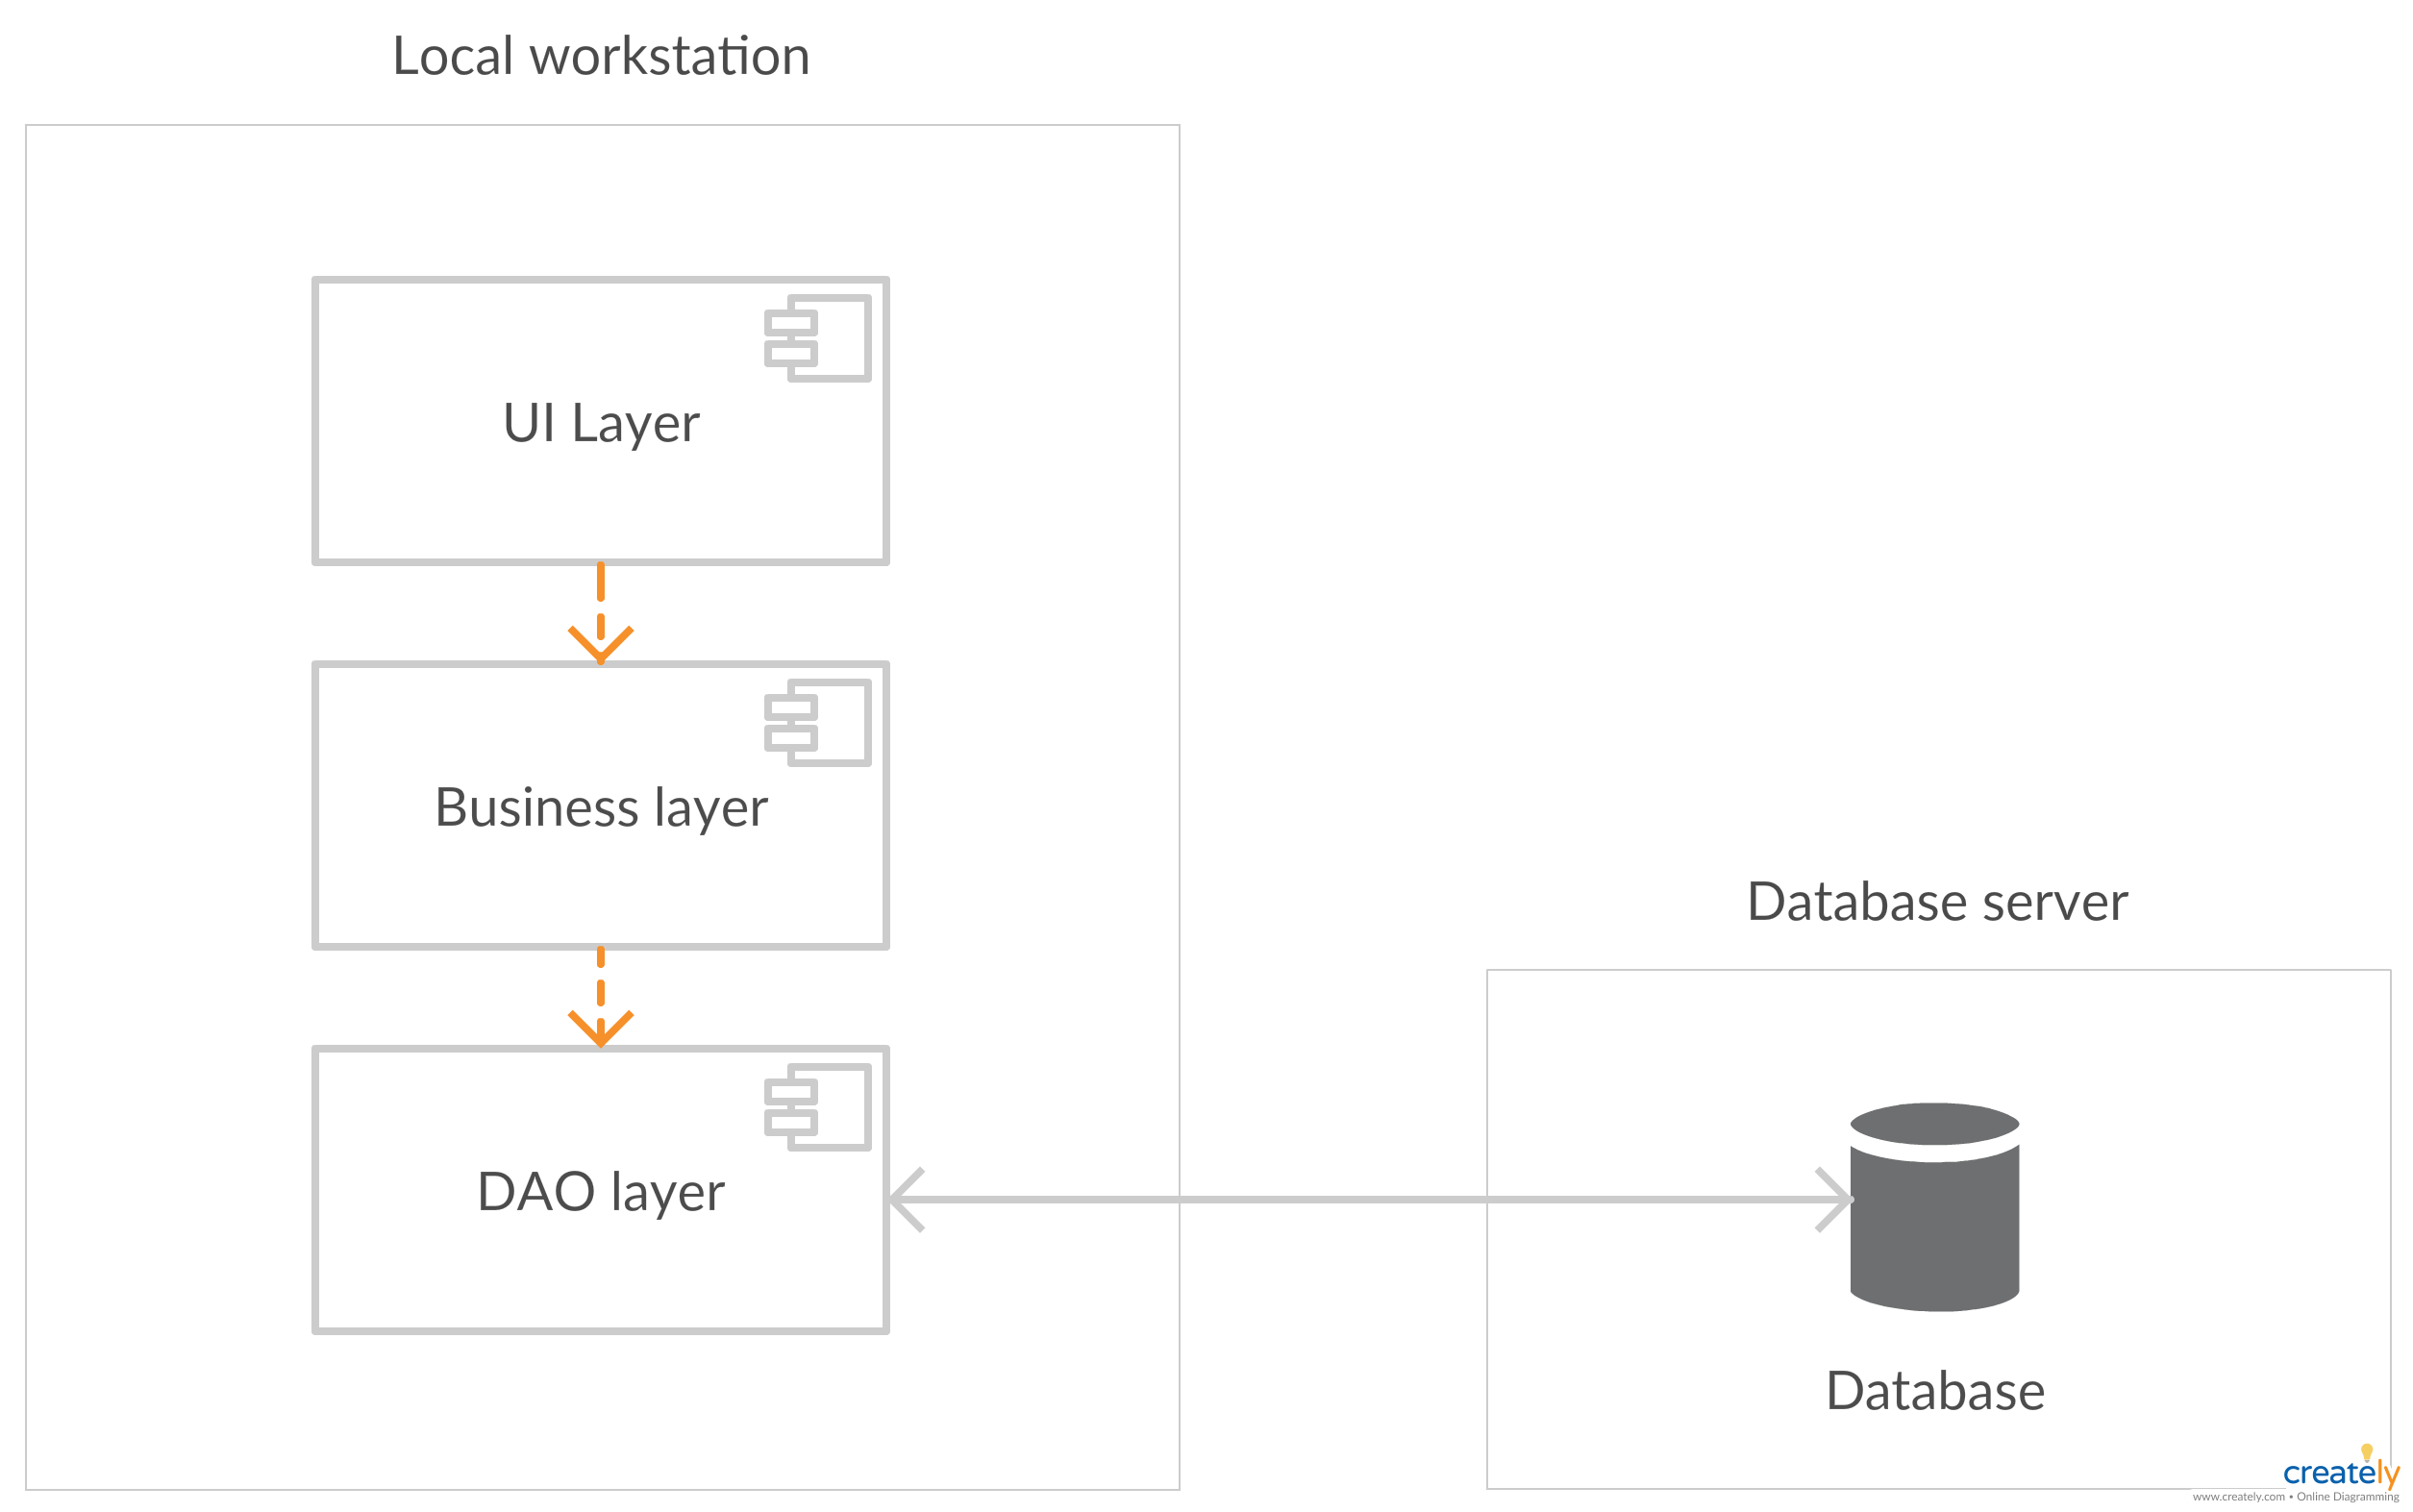 Local workstation
UI Layer
Business layer
DAO layer
Database server
Database
creately
www.creately.com • Online Diagramming